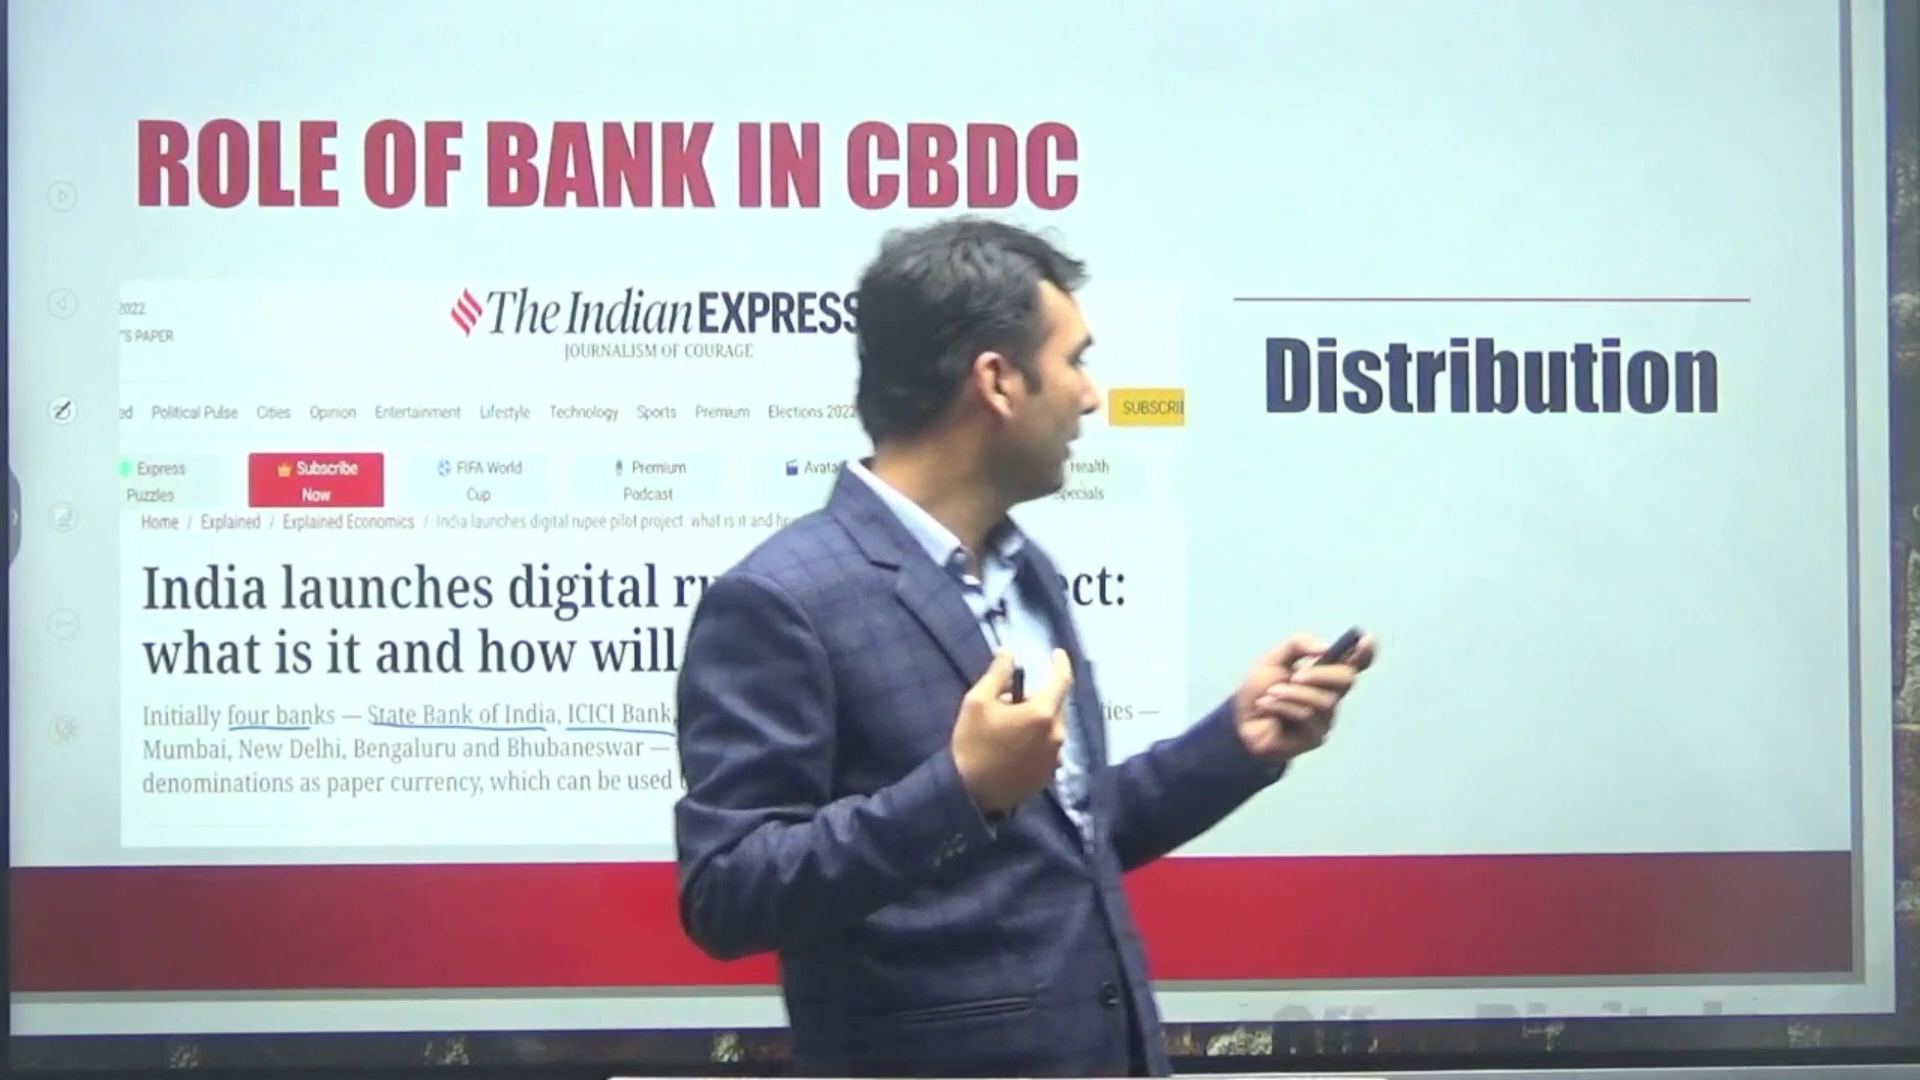 ROLE OF BANK IN CBDC
2022
'S PAPER
The Indian EXPRESS
JOURNALISM OF COURAGE
ed Political Pulse Cities Opinion Entertainment Lifestyle Technology Sports Premium Elections 2022
SUBSCRI
Express
Puzzles
Subscribe
Now
FIFA World
Cup
Premium
Podcast
Avata
Health
Specials
Home / Explained / Explained Economics / India launches digital rupee pilot project: what is it and ho
India launches digital ru ect:
what is it and how will
Initially four banks — State Bank of India, ICICI Bank, ties —
Mumbai, New Delhi, Bengaluru and Bhubaneswar —
denominations as paper currency, which can be used
Distribution